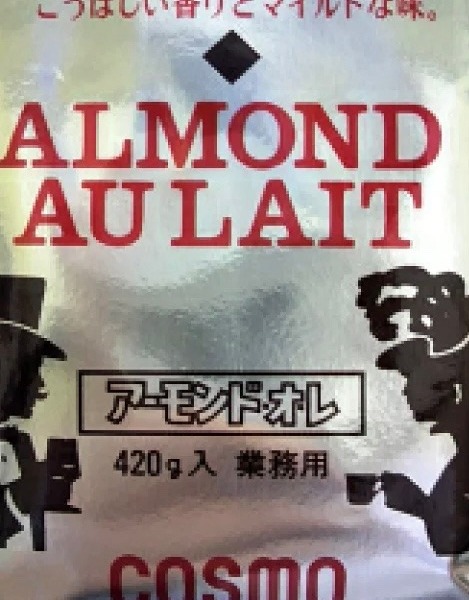 こうばしい香りとマイルドな味。
ALMOND
AU LAIT
アーモンド・オ・レ
420g入 業務用
COSMO